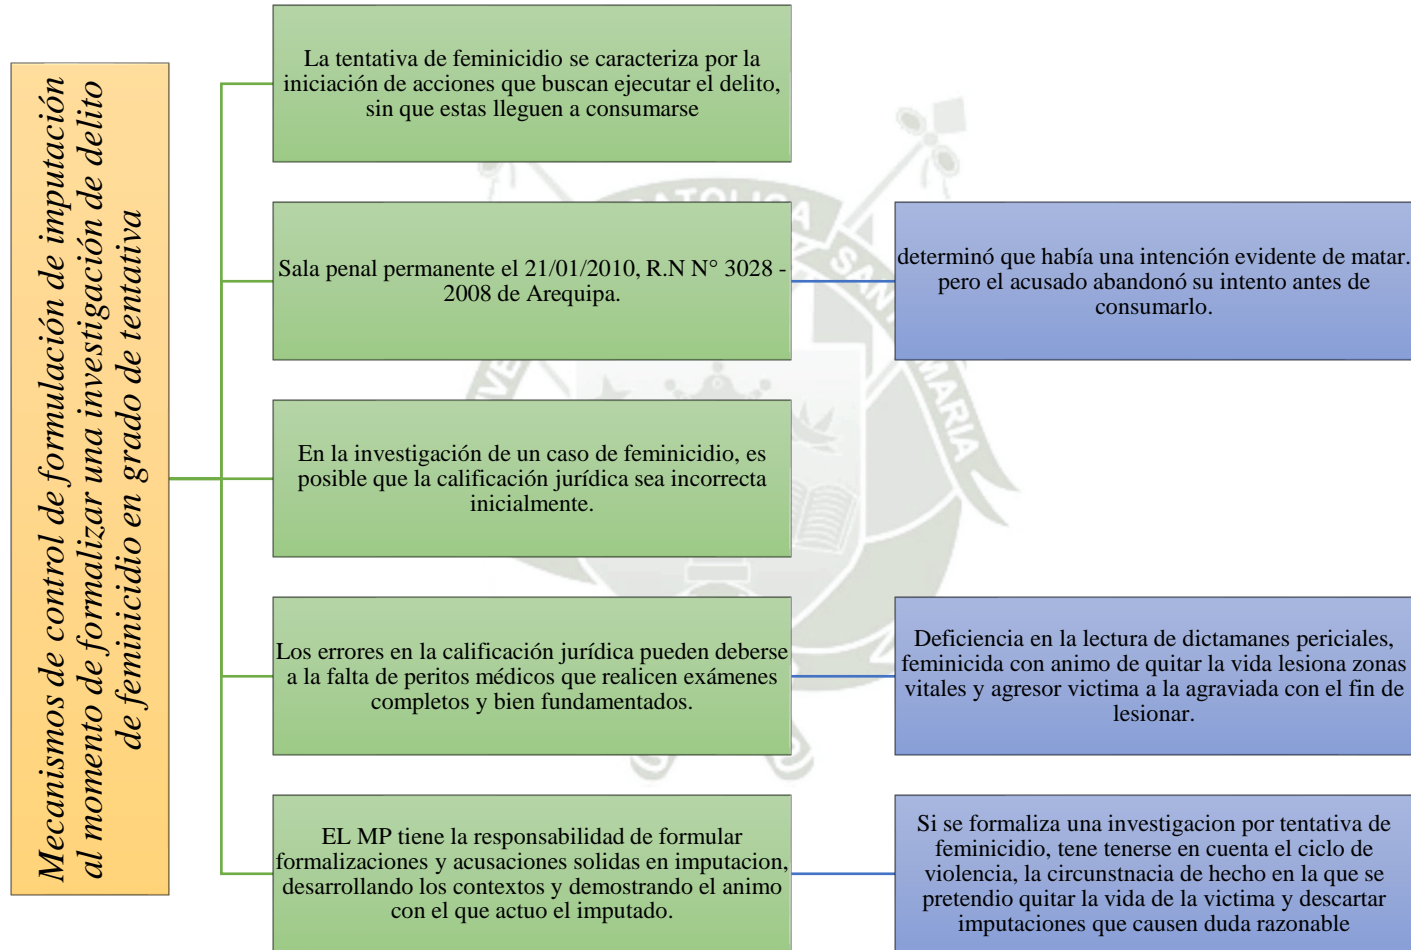 Mecanismos de control de formulación de imputación
al momento de formalizar una investigación de delito
de feminicidio en grado de tentativa
La tentativa de feminicidio se caracteriza por la
iniciación de acciones que buscan ejecutar el delito,
sin que estas lleguen a consumarse
Sala penal permanente el 21/01/2010, R.N N° 3028 -
2008 de Arequipa.
determinó que había una intención evidente de matar.
pero el acusado abandonó su intento antes de
consumarlo.
En la investigación de un caso de feminicidio, es
posible que la calificación jurídica sea incorrecta
inicialmente.
Los errores en la calificación jurídica pueden deberse
a la falta de peritos médicos que realicen exámenes
completos y bien fundamentados.
Deficiencia en la lectura de dictamanes periciales,
feminicida con animo de quitar la vida lesiona zonas
vitales y agresor victima a la agraviada con el fin de
lesionar.
EL MP tiene la responsabilidad de formular
formalizaciones y acusaciones solidas en imputacion,
desarrollando los contextos y demostrando el animo
con el que actuo el imputado.
Si se formaliza una investigacion por tentativa de
feminicidio, tene tenerse en cuenta el ciclo de
violencia, la circunstnacia de hecho en la que se
pretendio quitar la vida de la victima y descartar
imputaciones que causen duda razonable